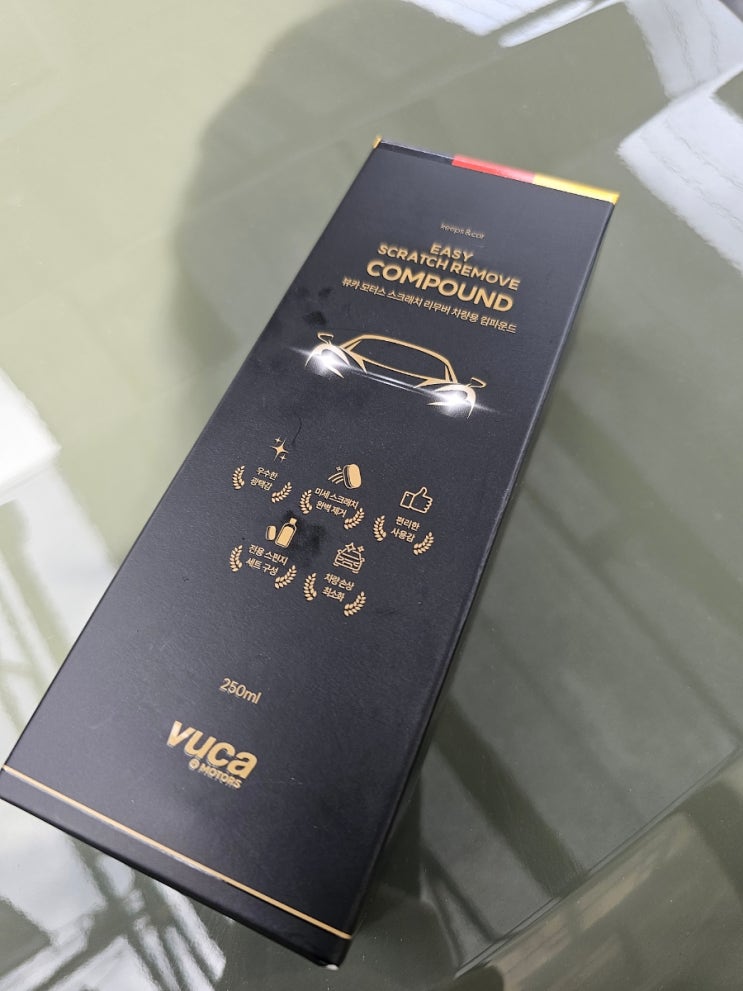 keeps & car
EASY
SCRATCH REMOVE
COMPOUND
뷰카 모터스 스크래치 리무버 차량용 컴파운드
우수한
광택감
미세 스크래치
완벽 제거
편리한
사용감
전용 스펀지
세트 구성
차량 손상
최소화
250ml
vuca
MOTORS